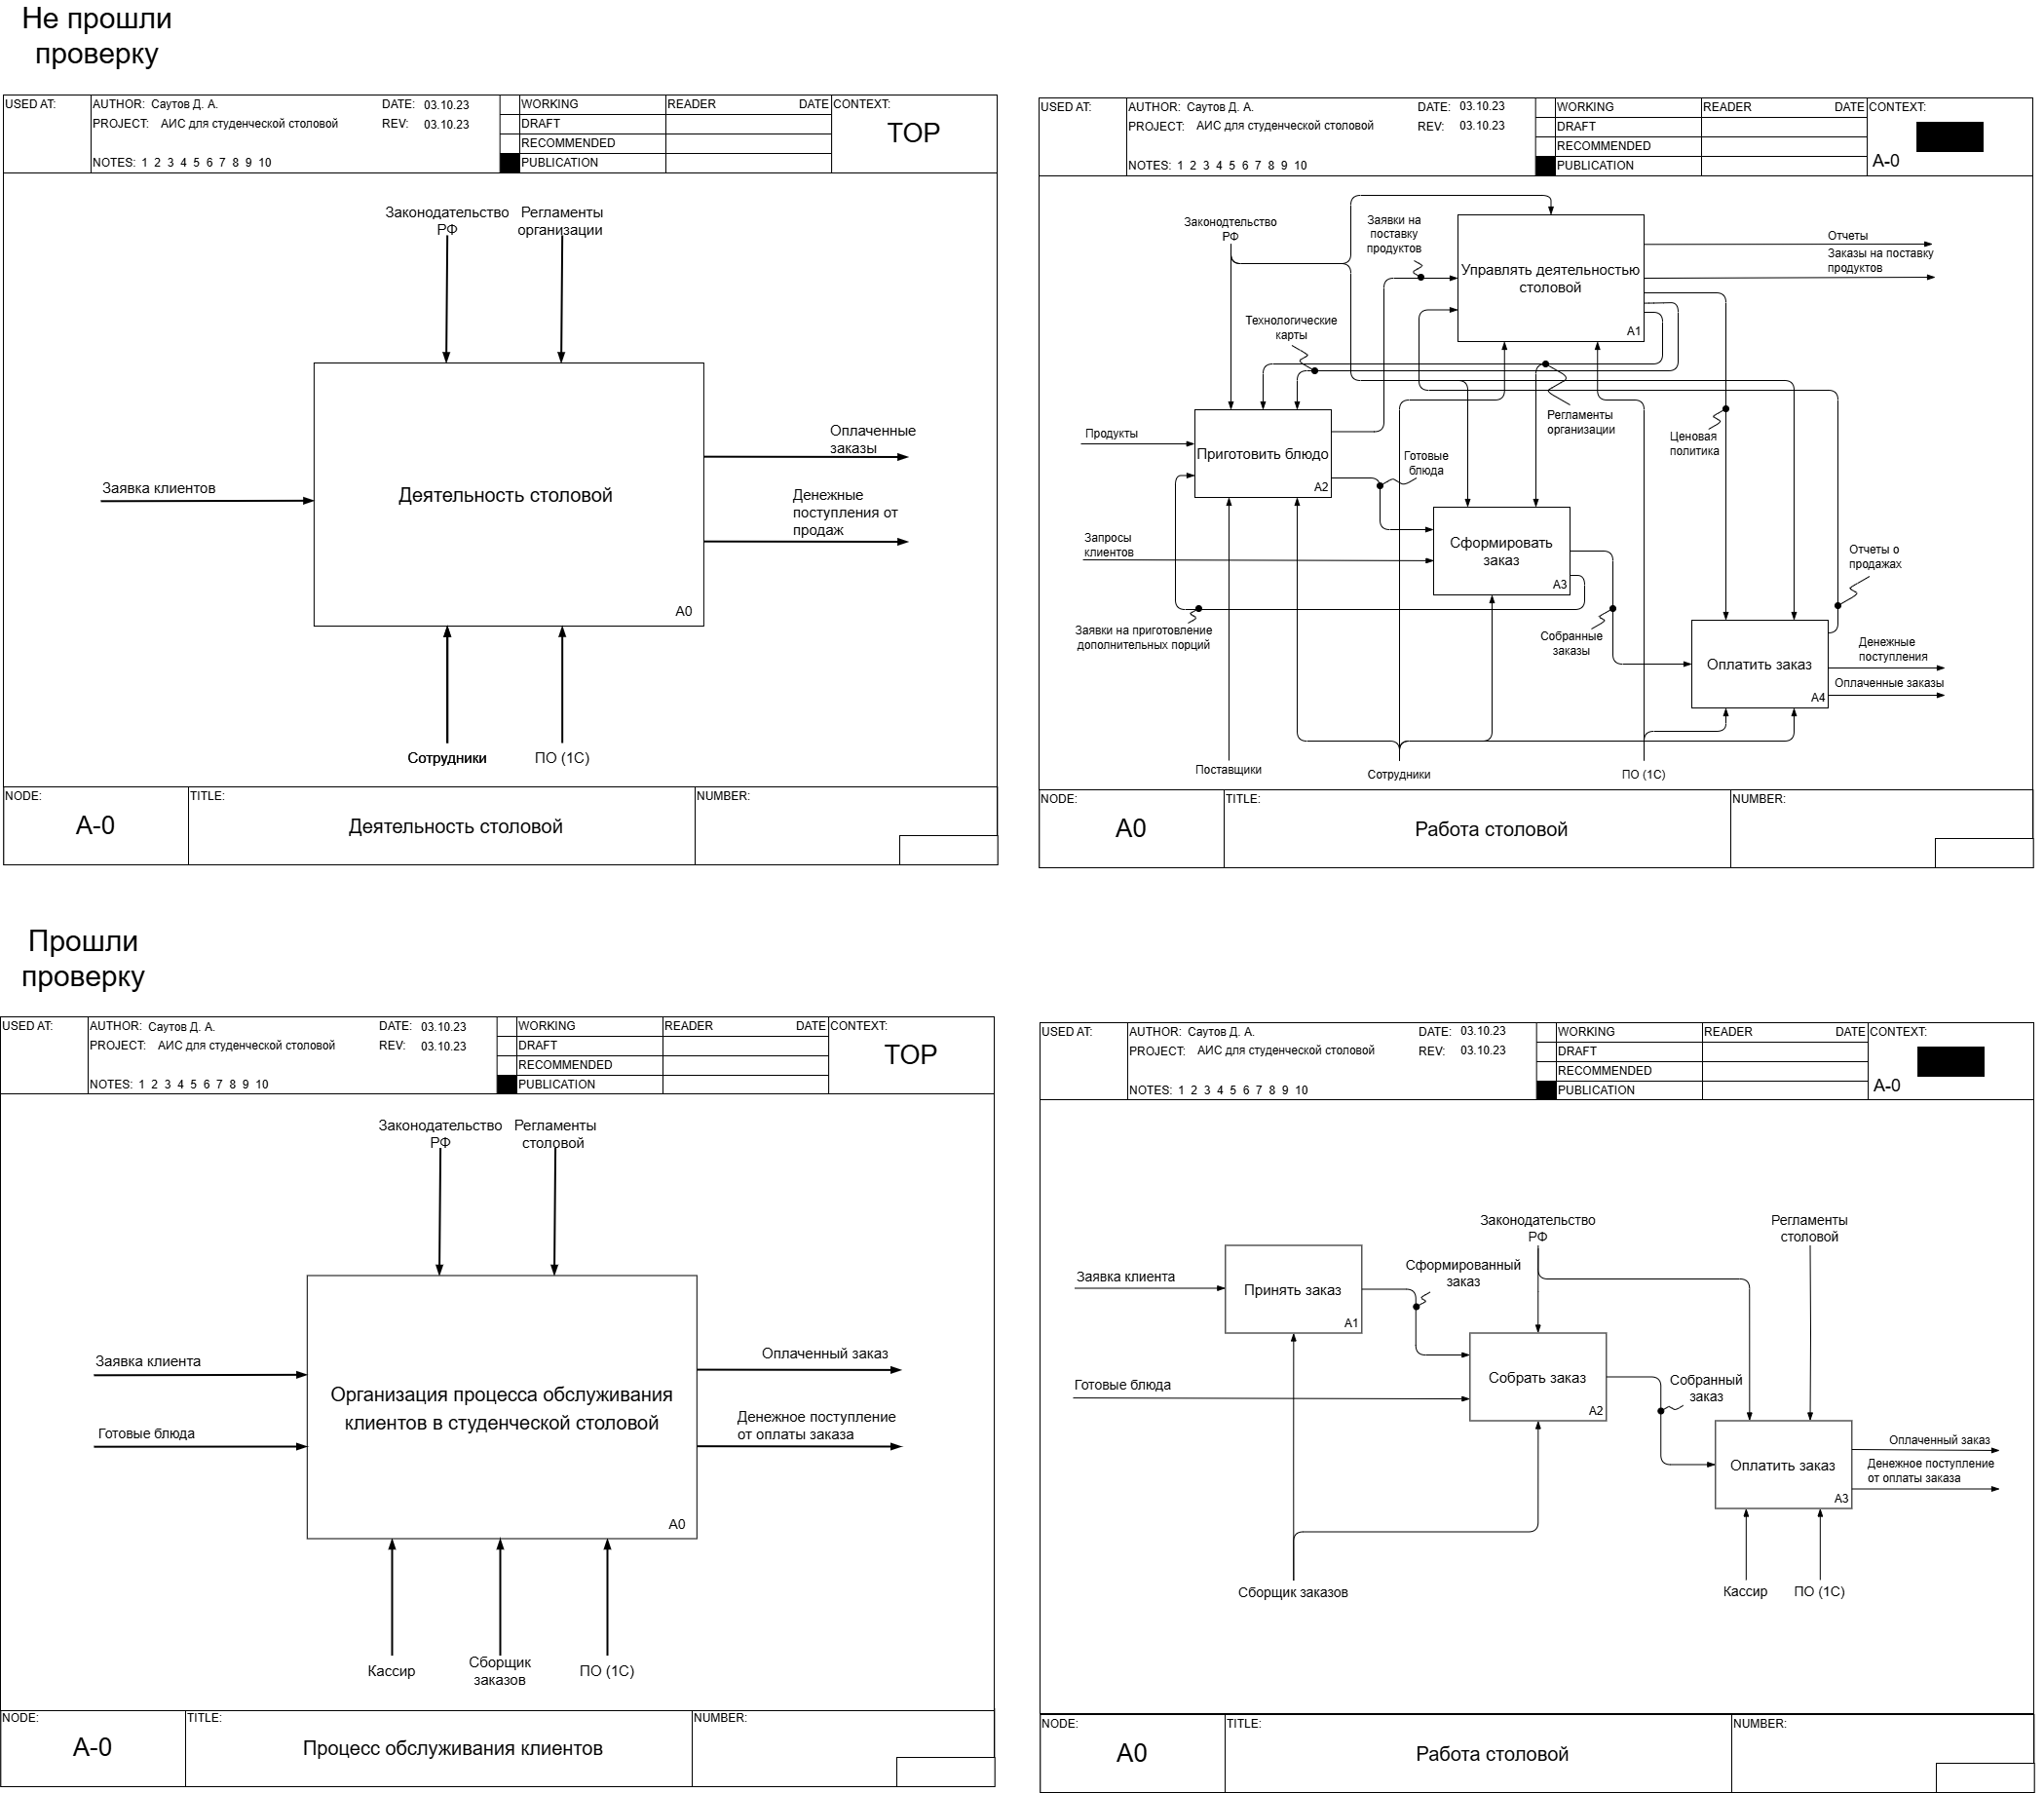 Не прошли
проверку
USED AT:
AUTHOR: Саутов Д. А.
DATE: 03.10.23
PROJECT: АИС для студенческой столовой
REV: 03.10.23
NOTES: 1 2 3 4 5 6 7 8 9 10
WORKING
DRAFT
RECOMMENDED
PUBLICATION
READER
DATE
CONTEXT:
TOP
Законодательство
РФ
Регламенты
организации
Заявка клиентов
Деятельность столовой
A0
Оплаченные
заказы
Денежные
поступления от
продаж
Сотрудники
ПО (1С)
NODE:
A-0
TITLE:
Деятельность столовой
NUMBER:
USED AT:
AUTHOR: Саутов Д. А.
DATE: 03.10.23
PROJECT: АИС для студенческой столовой
REV: 03.10.23
NOTES: 1 2 3 4 5 6 7 8 9 10
WORKING
DRAFT
RECOMMENDED
PUBLICATION
READER
DATE
CONTEXT:
A-0
Законодтельство
РФ
Заявки на
поставку
продуктов
Управлять деятельностью
столовой
A1
Отчеты
Заказы на поставку
продуктов
Технологические
карты
Регламенты
организации
Ценовая
политика
Продукты
Приготовить блюдо
A2
Готовые
блюда
Запросы
клиентов
Сформировать
заказ
A3
Отчеты о
продажах
Заявки на приготовление
дополнительных порций
Собранные
заказы
Оплатить заказ
A4
Денежные
поступления
Оплаченные заказы
Поставщики
Сотрудники
ПО (1С)
NODE:
A0
TITLE:
Работа столовой
NUMBER:
Прошли
проверку
USED AT:
AUTHOR: Саутов Д. А.
DATE: 03.10.23
PROJECT: АИС для студенческой столовой
REV: 03.10.23
NOTES: 1 2 3 4 5 6 7 8 9 10
WORKING
DRAFT
RECOMMENDED
PUBLICATION
READER
DATE
CONTEXT:
TOP
Законодательство
РФ
Регламенты
столовой
Заявка клиента
Готовые блюда
Организация процесса обслуживания
клиентов в студенческой столовой
A0
Оплаченный заказ
Денежное поступление
от оплаты заказа
Кассир
Сборщик
заказов
ПО (1С)
NODE:
A-0
TITLE:
Процесс обслуживания клиентов
NUMBER:
USED AT:
AUTHOR: Саутов Д. А.
DATE: 03.10.23
PROJECT: АИС для студенческой столовой
REV: 03.10.23
NOTES: 1 2 3 4 5 6 7 8 9 10
WORKING
DRAFT
RECOMMENDED
PUBLICATION
READER
DATE
CONTEXT:
A-0
Законодательство
РФ
Регламенты
столовой
Заявка клиента
Принять заказ
A1
Сформированный
заказ
Готовые блюда
Собрать заказ
A2
Собранный
заказ
Оплатить заказ
A3
Оплаченный заказ
Денежное поступление
от оплаты заказа
Сборщик заказов
Кассир
ПО (1С)
NODE:
A0
TITLE:
Работа столовой
NUMBER: